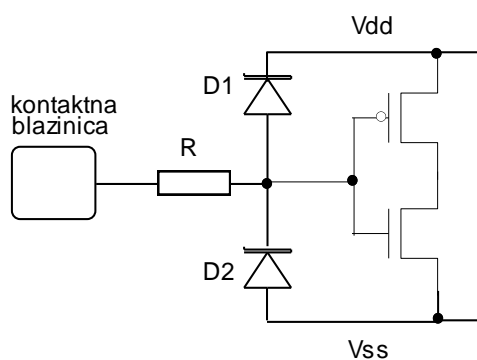 Vdd
D1
kontaktna
blazinica
R
D2
Vss